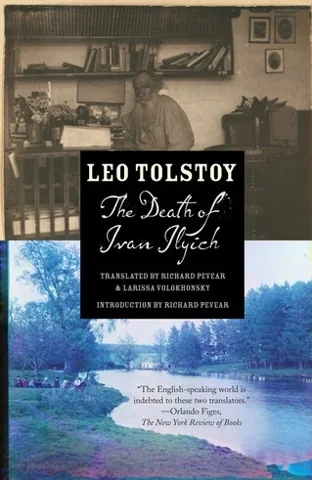 LEO TOLSTOY
The Death of
Ivan Ilyich
TRANSLATED BY RICHARD PEVEAR
& LARISSA VOLOKHONSKY
INTRODUCTION BY RICHARD PEVEAR
"The English-speaking world is
indebted to these two translators."
—Orlando Figes,
The New York Review of Books